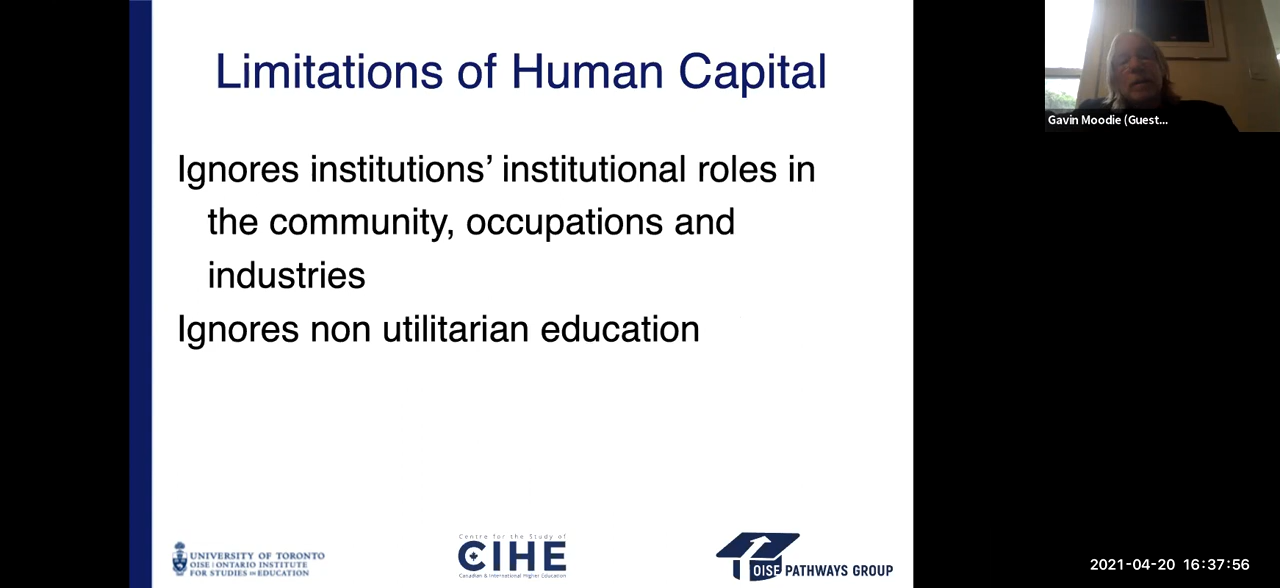 Limitations of Human Capital
Ignores institutions’ institutional roles in
the community, occupations and
industries
Ignores non utilitarian education
Gavin Moodie (Guest...
UNIVERSITY OF TORONTO
OISE | ONTARIO INSTITUTE
FOR STUDIES IN EDUCATION
Centre for the Study of
CIHE
Canadian & International Higher Education
OISE PATHWAYS GROUP
2021-04-20 16:37:56